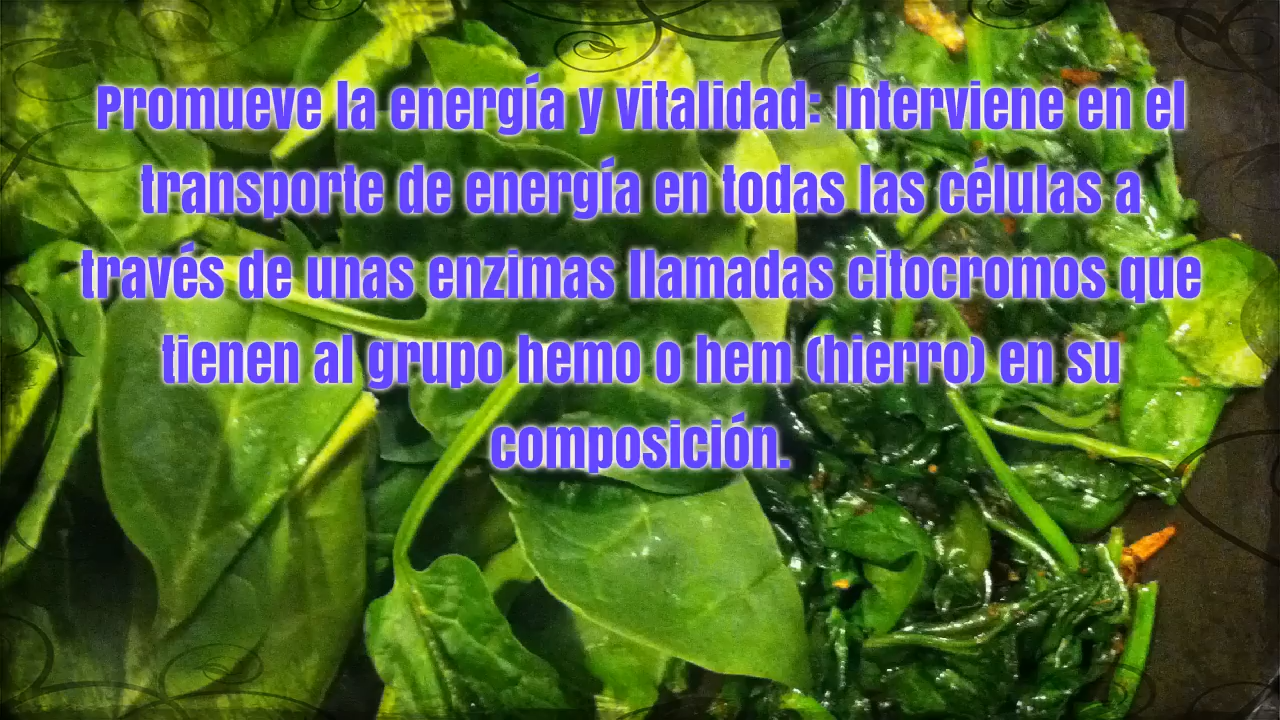 Promueve la energía y vitalidad: Interviene en el
transporte de energía en todas las células a
través de unas enzimas llamadas citocromos que
tienen al grupo hemo o hem (hierro) en su
composición.